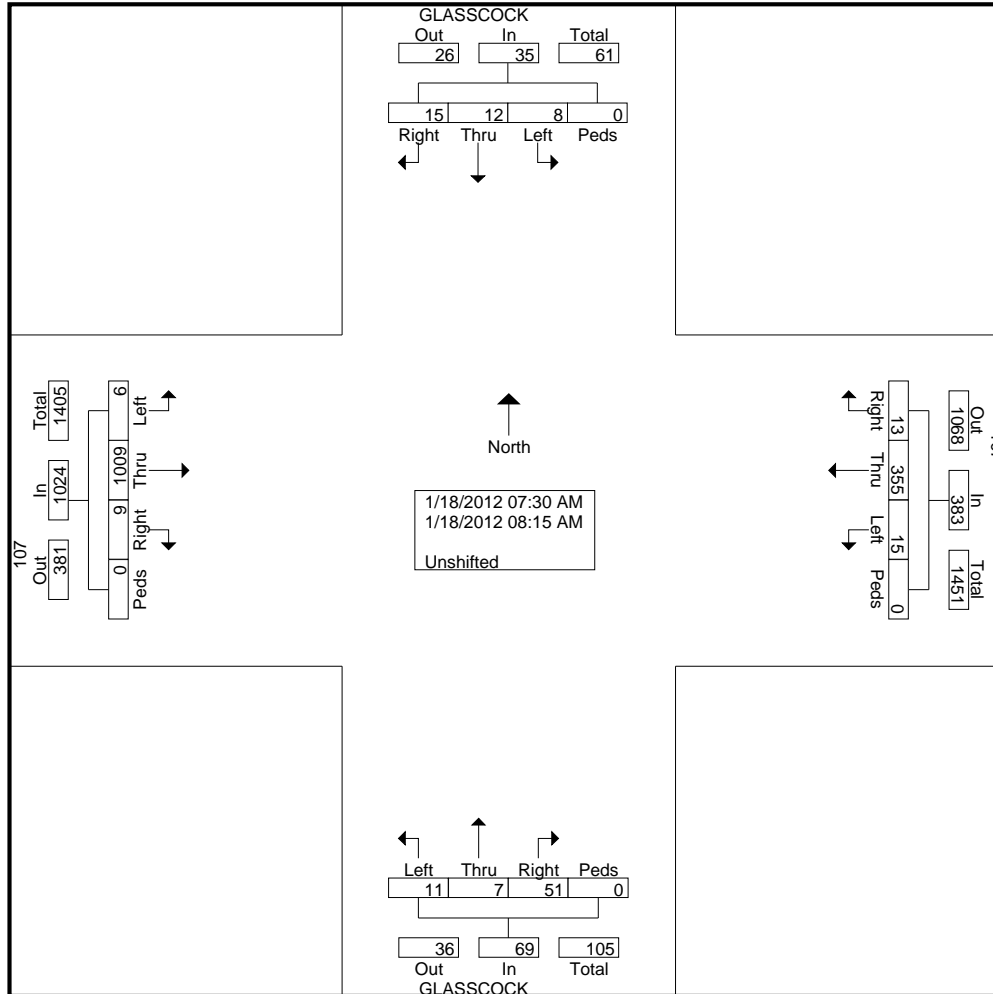 GLASSCOCK
Out In Total
26 35 61
15 12 8 0
Right Thru Left Peds
Total 1405
In 1024
Out 381
107
Left 6
Thru 1009
Right 9
Peds 0
North
1/18/2012 07:30 AM
1/18/2012 08:15 AM
Unshifted
Right 13
Thru 355
Left 15
Peds 0
Out 1068
In 383
Total 1451
Left Thru Right Peds
11 7 51 0
36 69 105
Out In Total
GLASSCOCK